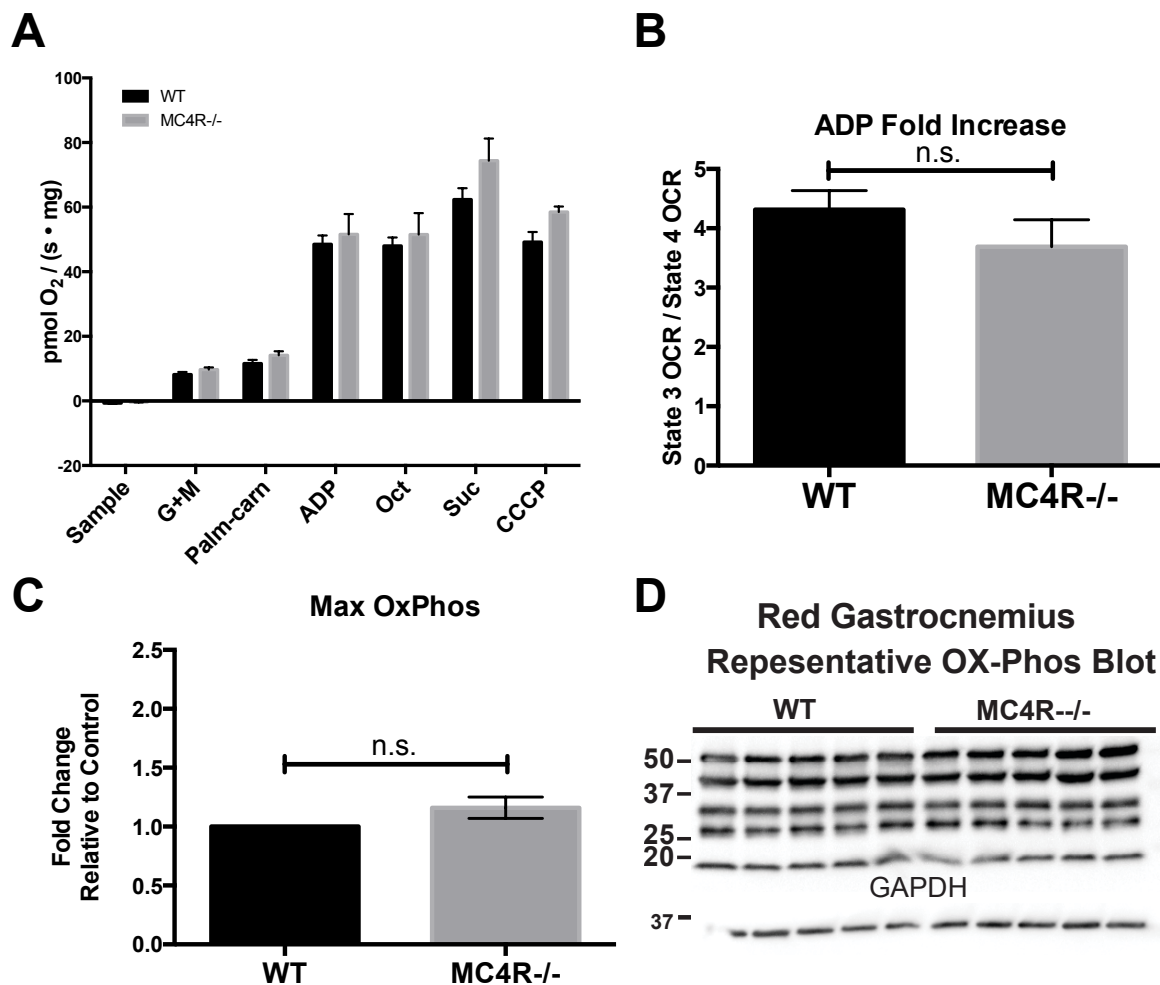 A
100
80
60
40
20
0
-20
pmol O₂ / (s • mg)
WT
MC4R-/-
Sample
G+M
Palm-carn
ADP
Oct
Suc
CCCP
B
ADP Fold Increase
n.s.
5
4
3
2
1
0
State 3 OCR / State 4 OCR
WT
MC4R-/-
C
Max OxPhos
2.5
2.0
1.5
1.0
0.5
0.0
Fold Change
Relative to Control
n.s.
WT
MC4R-/-
D
Red Gastrocnemius
Repesentative OX-Phos Blot
WT
MC4R--/-
50
37
25
20
GAPDH
37